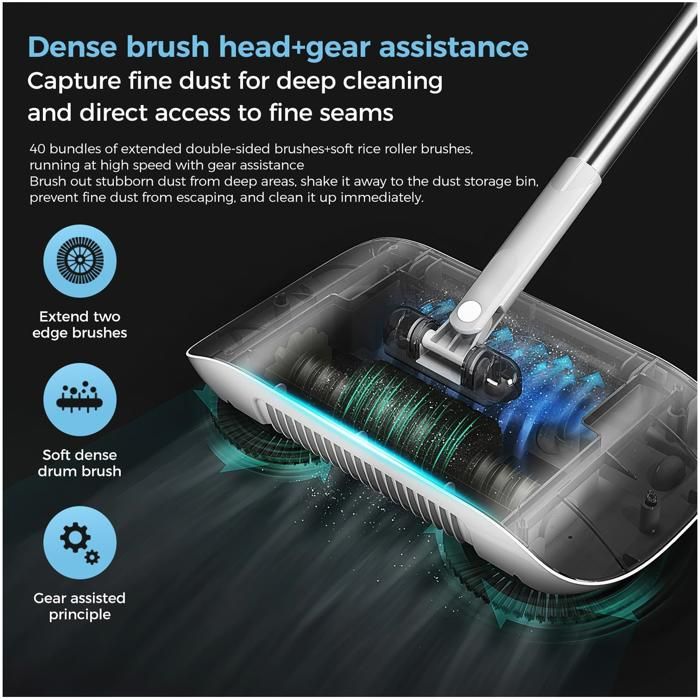 Dense brush head+gear assistance
Capture fine dust for deep cleaning
and direct access to fine seams
40 bundles of extended double-sided brushes+soft rice roller brushes,
running at high speed with gear assistance
Brush out stubborn dust from deep areas, shake it away to the dust storage bin,
prevent fine dust from escaping, and clean it up immediately.
Extend two
edge brushes
Soft dense
drum brush
Gear assisted
principle